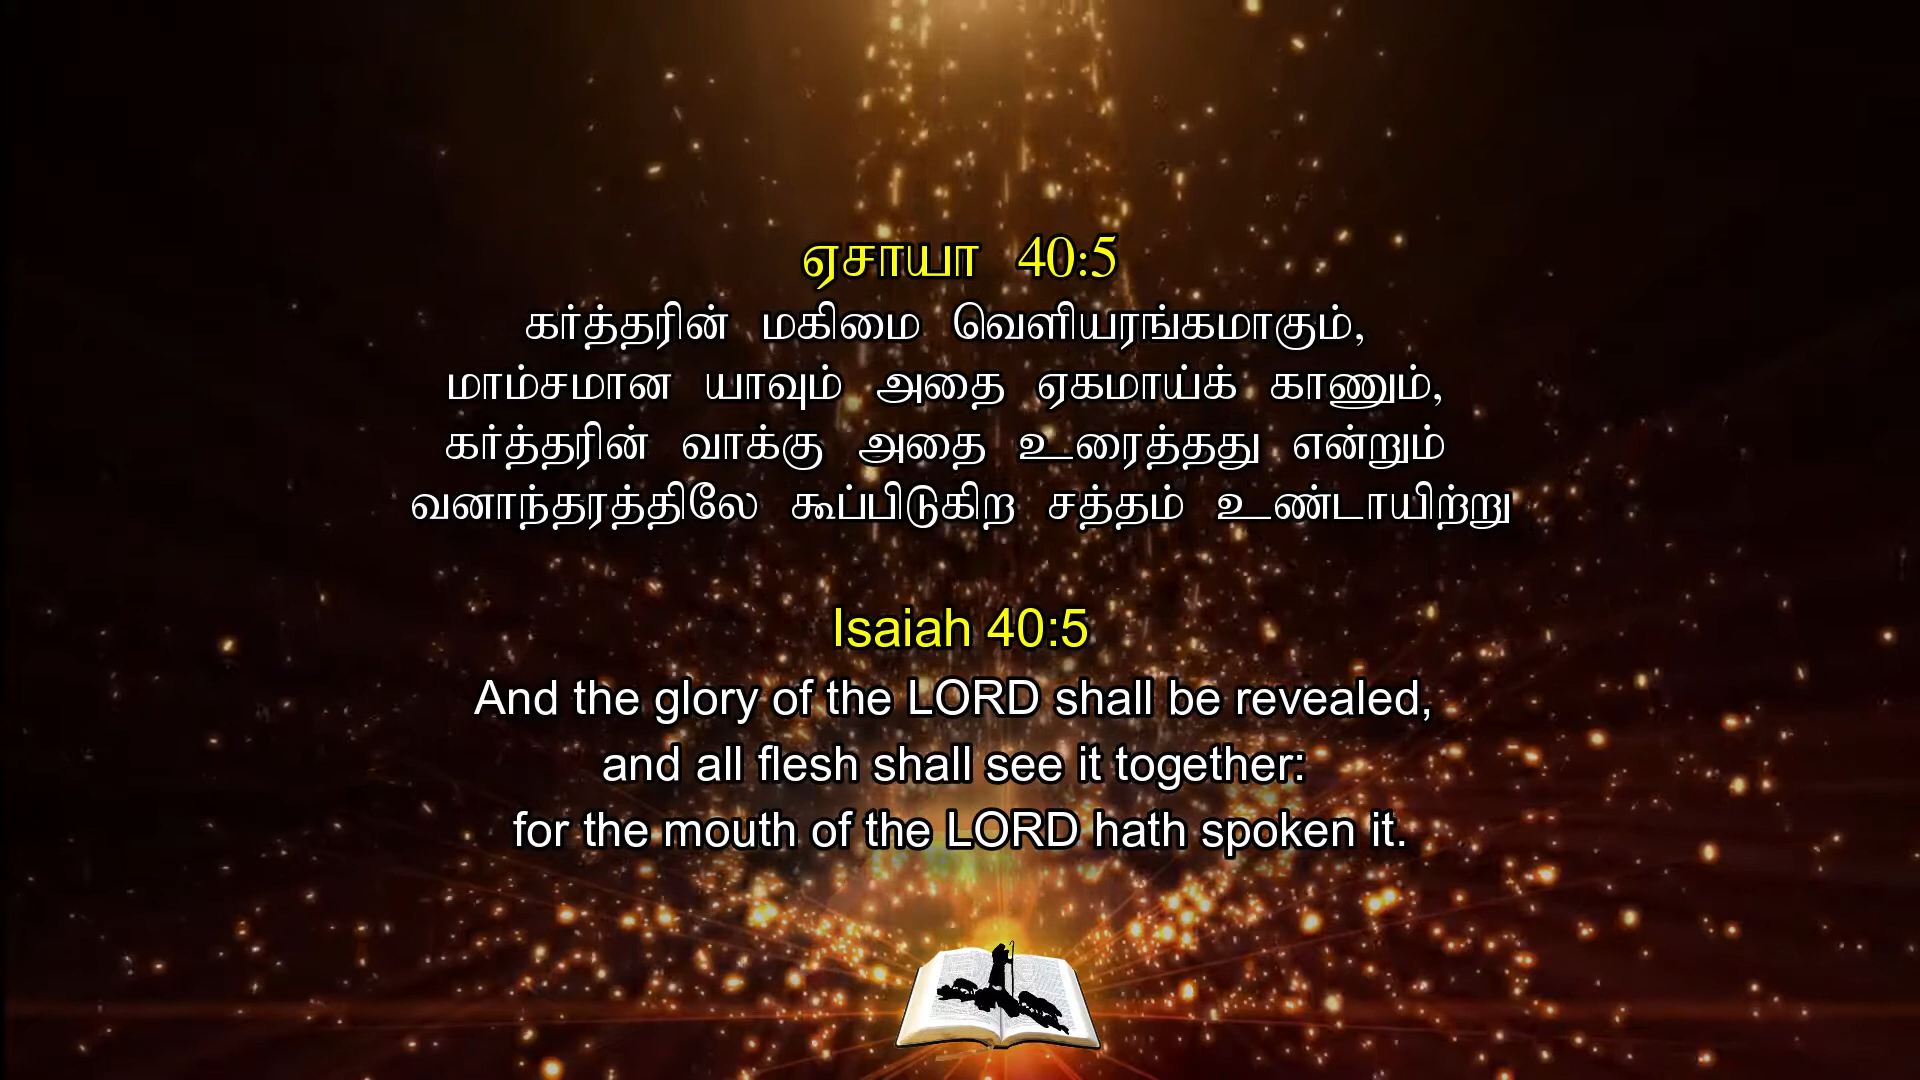 ஏசாயா 40:5
கர்த்தரின் மகிமை வெளியரங்கமாகும்,
மாம்சமான யாவும் அதை ஏகமாய்க் காணும்,
கர்த்தரின் வாக்கு அதை உரைத்தது என்றும்
வனாந்தரத்திலே கூப்பிடுகிற சத்தம் உண்டாயிற்று
Isaiah 40:5
And the glory of the LORD shall be revealed,
and all flesh shall see it together:
for the mouth of the LORD hath spoken it.